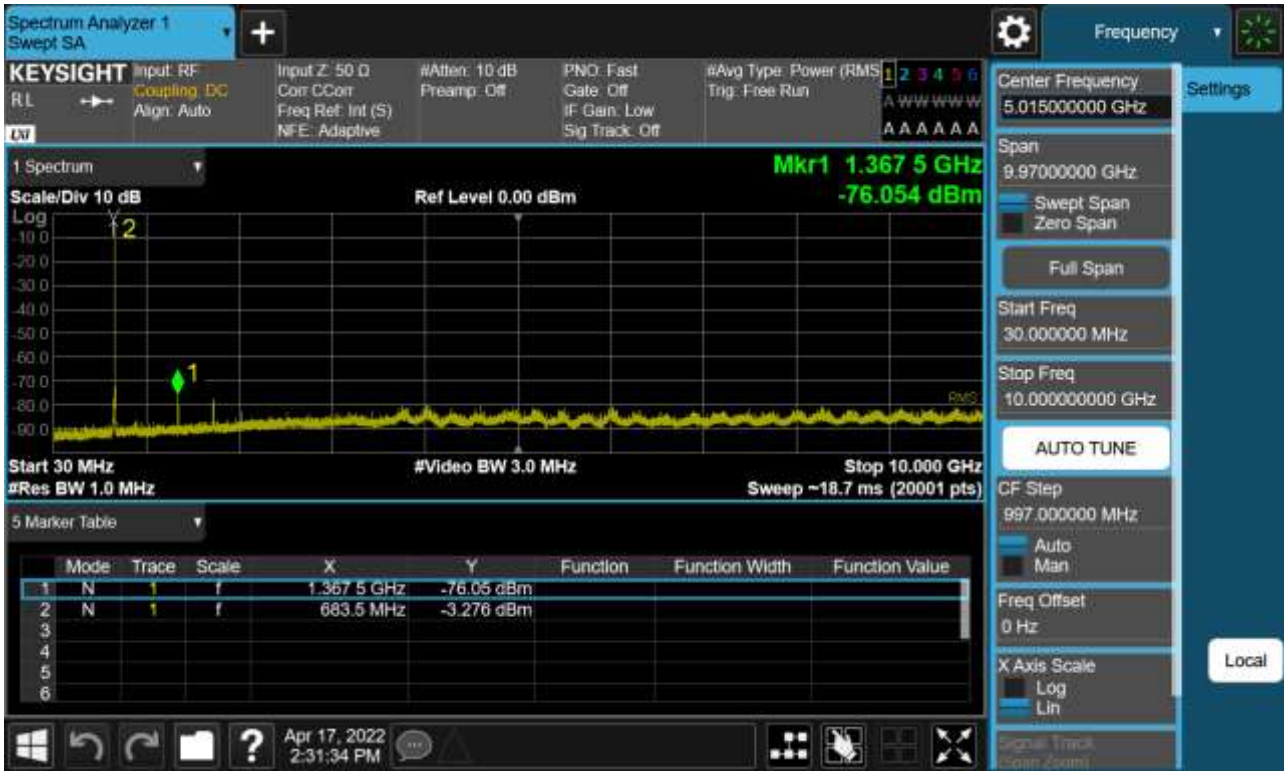 Spectrum Analyzer 1
Swept SA
+
Frequency
KEYSIGHT
RL
LXI
Input: RF
Coupling: DC
Align: Auto
Input Z: 50 Ω
Corr CCorr
Freq Ref: Int (S)
NFE: Adaptive
#Atten: 10 dB
Preamp: Off
PNO: Fast
Gate: Off
IF Gain: Low
Sig Track: Off
#Avg Type: Power (RMS
Trig: Free Run
1 2 3 4 5 6
A W W W W W
A A A A A A
1 Spectrum
Mkr1 1.367 5 GHz
Scale/Div 10 dB
Ref Level 0.00 dBm
-76.054 dBm
Log
2
-10.0
-20.0
-30.0
-40.0
-50.0
-60.0
1
-70.0
-80.0
RMS
-90.0
Start 30 MHz
#Video BW 3.0 MHz
Stop 10.000 GHz
#Res BW 1.0 MHz
Sweep ~18.7 ms (20001 pts)
5 Marker Table
Mode Trace Scale X Y Function Function Width Function Value
1 N 1 f 1.367 5 GHz -76.05 dBm
2 N 1 f 683.5 MHz -3.276 dBm
3
4
5
6
?
Apr 17, 2022
2:31:34 PM
Center Frequency
5.015000000 GHz
Span
9.97000000 GHz
Swept Span
Zero Span
Full Span
Start Freq
30.000000 MHz
Stop Freq
10.000000000 GHz
AUTO TUNE
CF Step
997.000000 MHz
Auto
Man
Freq Offset
0 Hz
X Axis Scale
Log
Lin
Signal Track
(Span Zoom)
Settings
Local